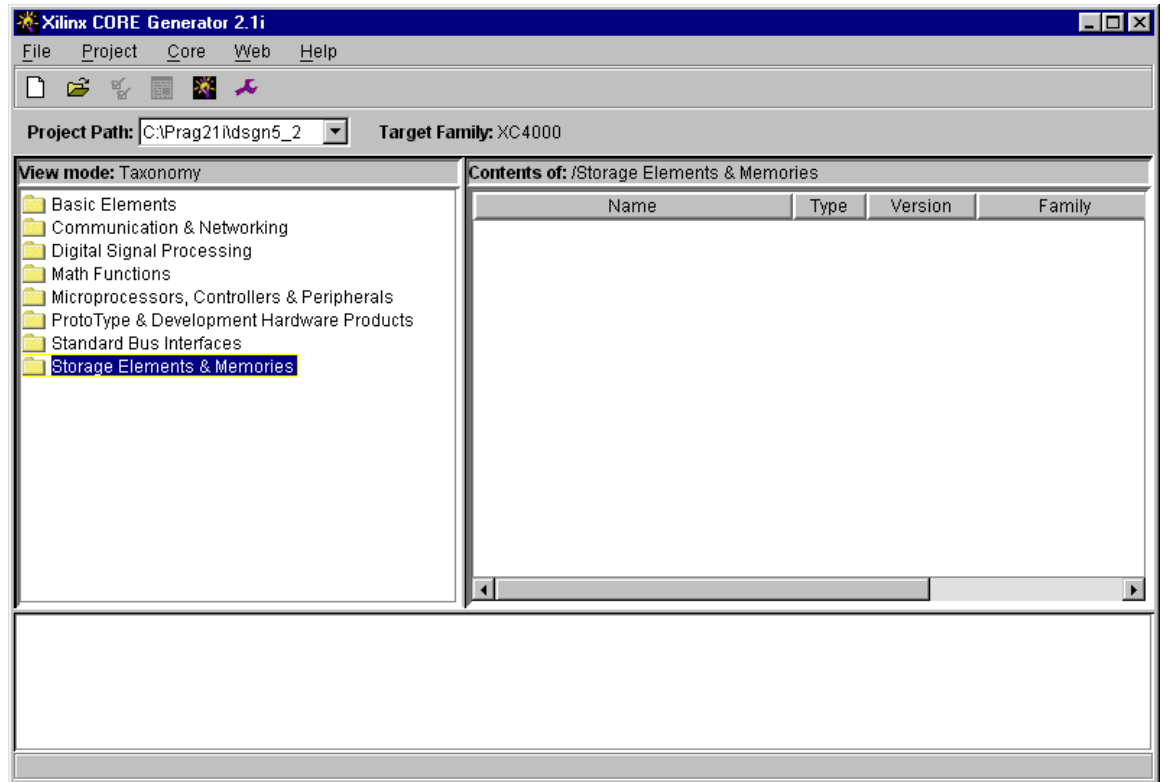 Xilinx CORE Generator 2.1i
File Project Core Web Help
Project Path: C:\Prag21i\dsgn5_2 Target Family: XC4000
View mode: Taxonomy
Basic Elements
Communication & Networking
Digital Signal Processing
Math Functions
Microprocessors, Controllers & Peripherals
ProtoType & Development Hardware Products
Standard Bus Interfaces
Storage Elements & Memories
Contents of: /Storage Elements & Memories
Name Type Version Family